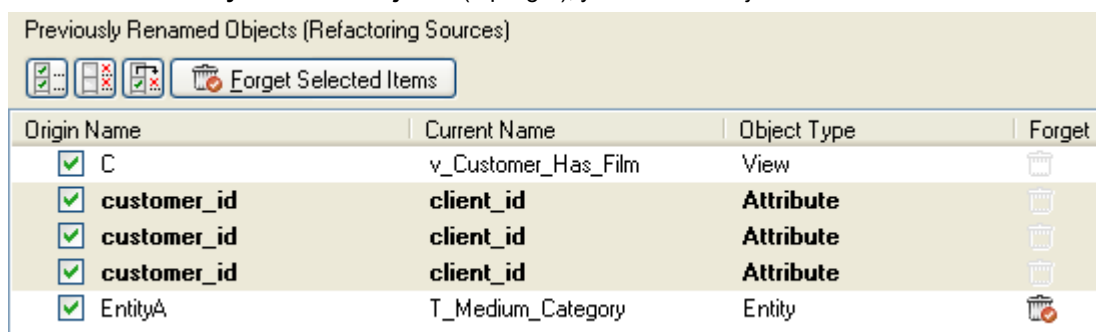 Previously Renamed Objects (Refactoring Sources)
Forget Selected Items
Origin Name Current Name Object Type Forget
C v_Customer_Has_Film View
customer_id client_id Attribute
customer_id client_id Attribute
customer_id client_id Attribute
EntityA T_Medium_Category Entity